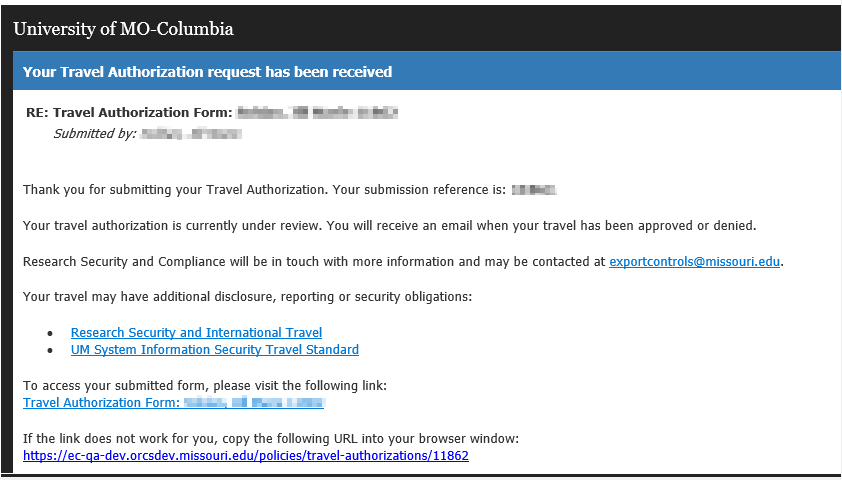 University of MO-Columbia
Your Travel Authorization request has been received
RE: Travel Authorization Form:
Submitted by:
Thank you for submitting your Travel Authorization. Your submission reference is:
Your travel authorization is currently under review. You will receive an email when your travel has been approved or denied.
Research Security and Compliance will be in touch with more information and may be contacted at exportcontrols@missouri.edu.
Your travel may have additional disclosure, reporting or security obligations:
• Research Security and International Travel
• UM System Information Security Travel Standard
To access your submitted form, please visit the following link:
Travel Authorization Form:
If the link does not work for you, copy the following URL into your browser window:
https://ec-qa-dev.orcsdev.missouri.edu/policies/travel-authorizations/11862